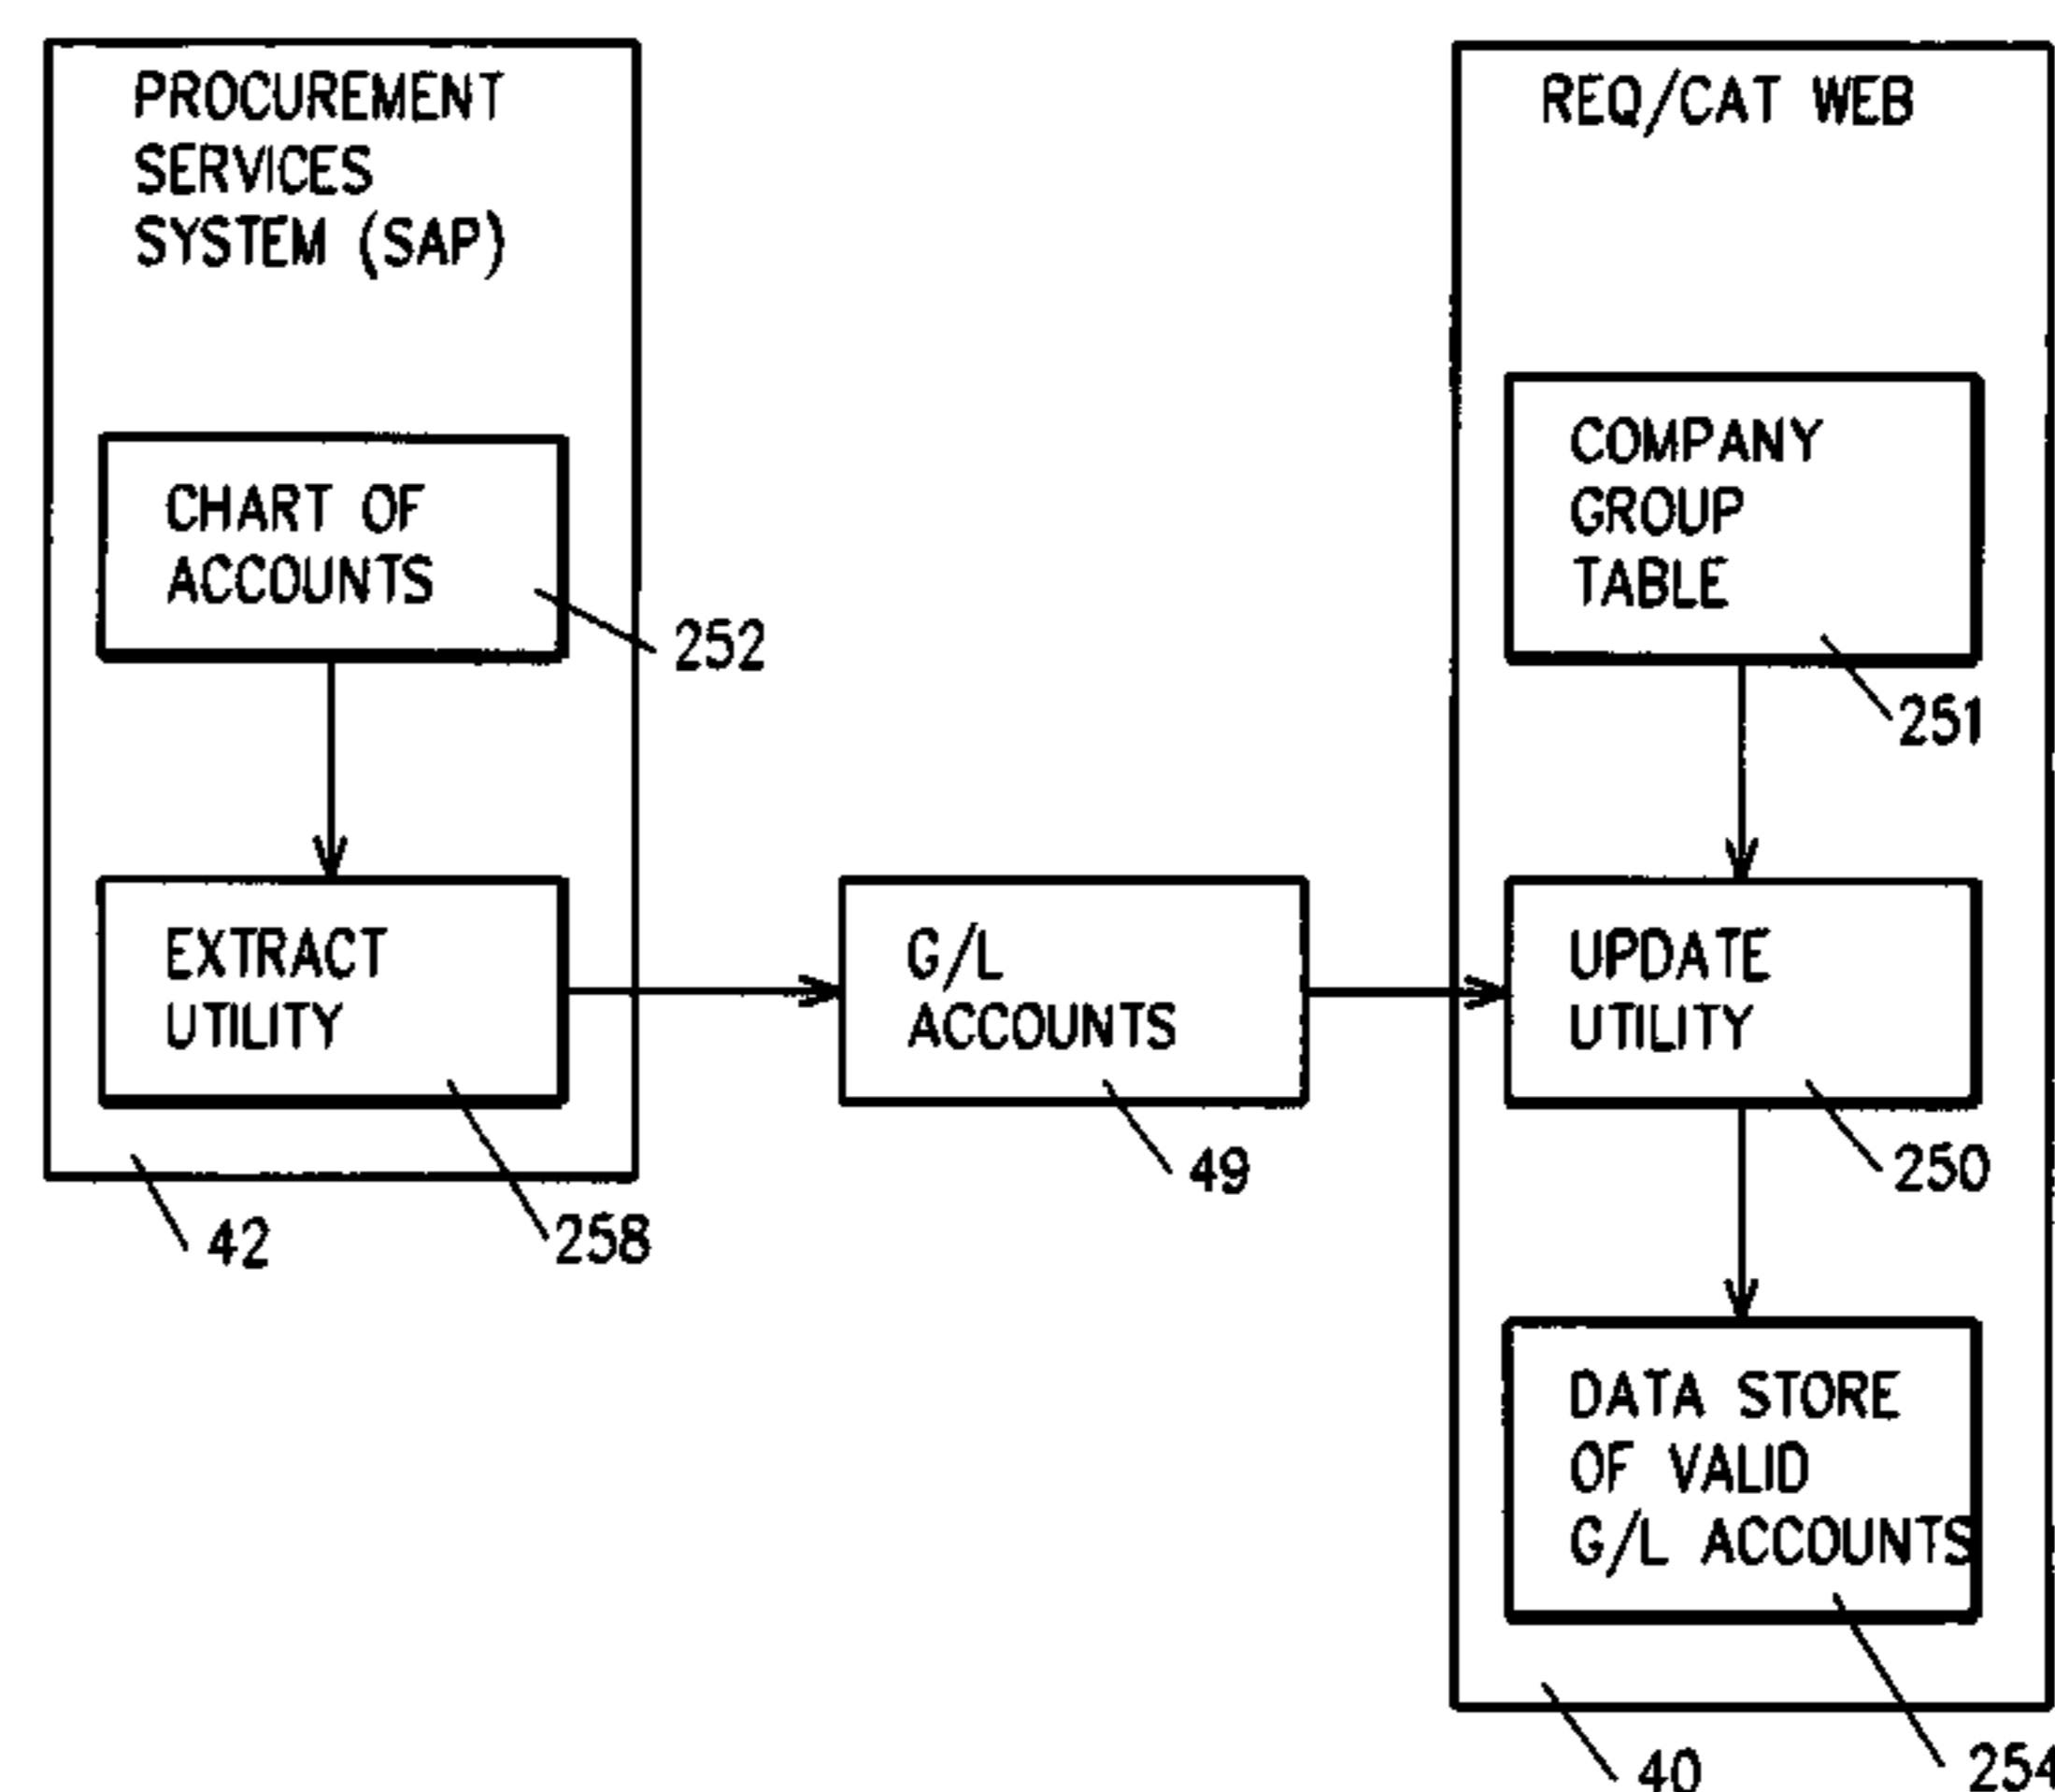 PROCUREMENT
SERVICES
SYSTEM (SAP)
CHART OF
ACCOUNTS
252
EXTRACT
UTILITY
42
258
G/L
ACCOUNTS
49
REQ/CAT WEB
COMPANY
GROUP
TABLE
251
UPDATE
UTILITY
250
DATA STORE
OF VALID
G/L ACCOUNTS
40
254